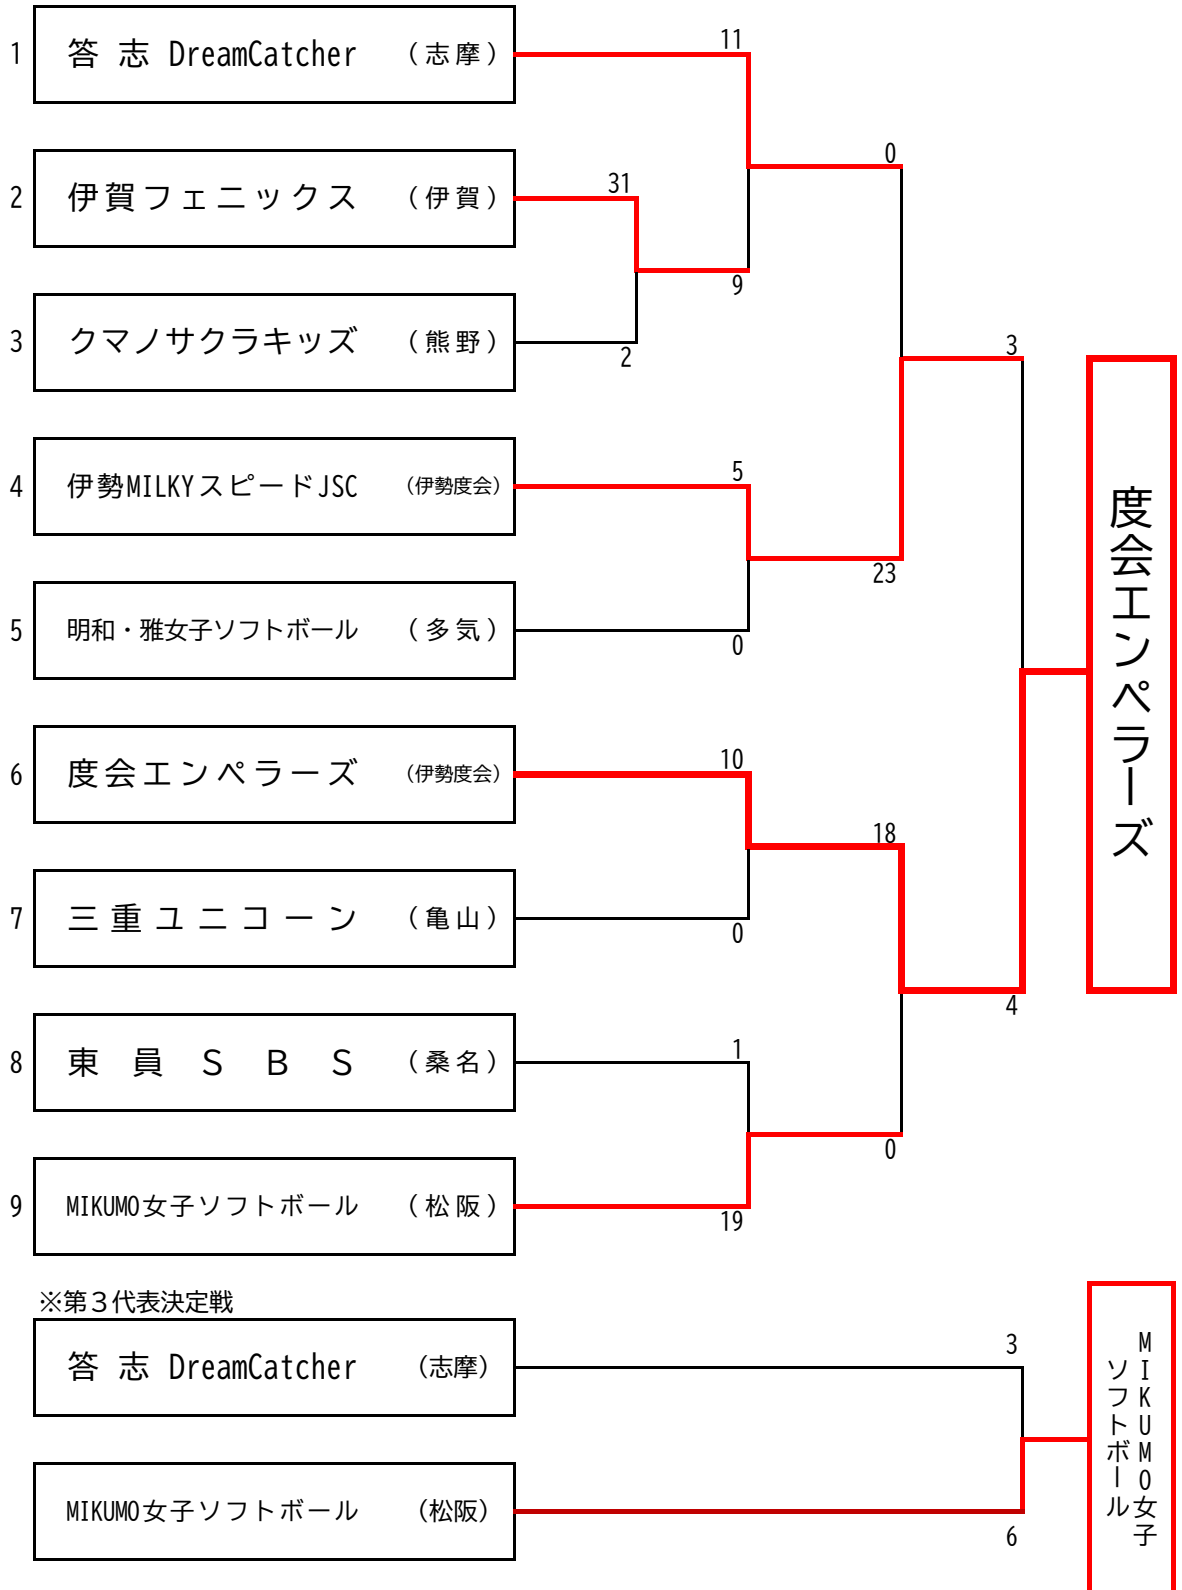 11
1 答志 DreamCatcher （志摩）
0
31
2 伊賀フェニックス （伊賀）
9
3
3 クマノサクラキッズ （熊野）
2
5
4 伊勢MILKYスピードJSC （伊勢度会）
23
5 明和・雅女子ソフトボール （多気）
0
度会エンペラーズ
10
6 度会エンペラーズ （伊勢度会）
18
7 三重ユニコーン （亀山）
0
4
1
8 東員ＳＢＳ （桑名）
0
9 MIKUMO女子ソフトボール （松阪）
19
※第３代表決定戦
3
答志 DreamCatcher （志摩）
MIKUMO女子
ソフトボール
MIKUMO女子ソフトボール （松阪）
6